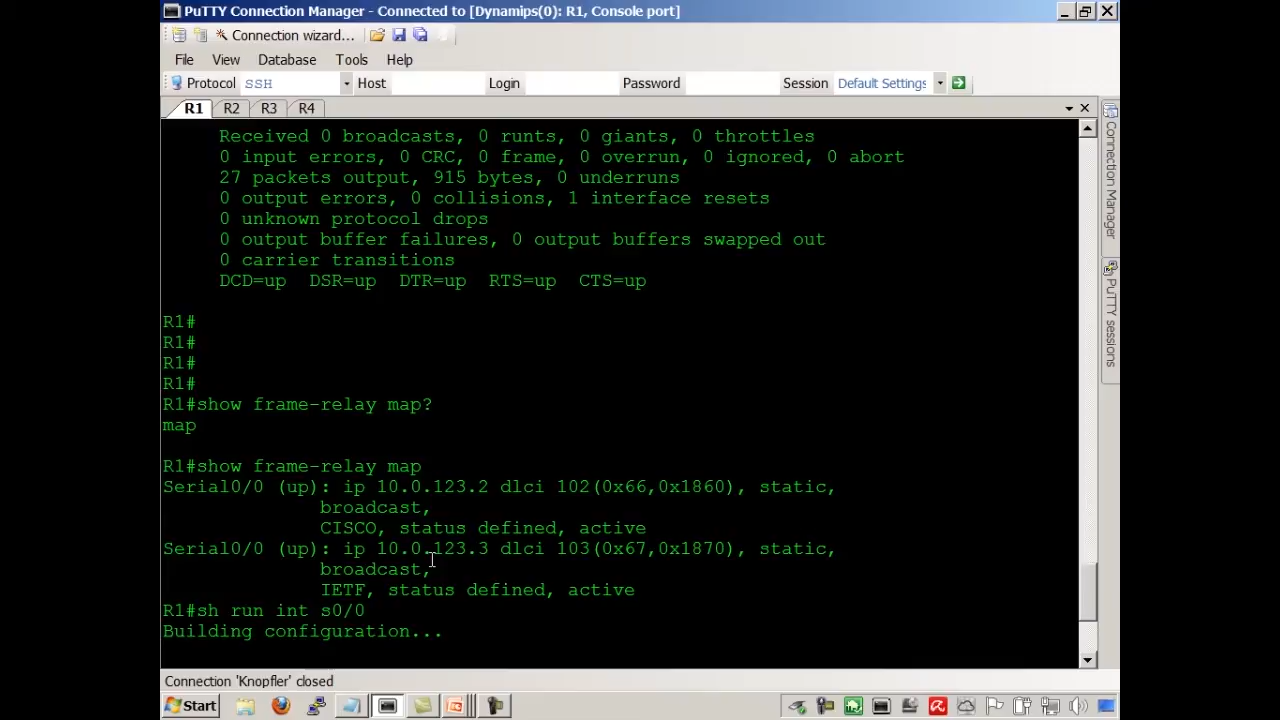 PuTTY Connection Manager - Connected to [Dynamips(0): R1, Console port]
Connection wizard...
File View Database Tools Help
Protocol SSH Host Login Password Session Default Settings
R1 R2 R3 R4
Received 0 broadcasts, 0 runts, 0 giants, 0 throttles
0 input errors, 0 CRC, 0 frame, 0 overrun, 0 ignored, 0 abort
27 packets output, 915 bytes, 0 underruns
0 output errors, 0 collisions, 1 interface resets
0 unknown protocol drops
0 output buffer failures, 0 output buffers swapped out
0 carrier transitions
DCD=up DSR=up DTR=up RTS=up CTS=up
R1#
R1#
R1#
R1#
R1#show frame-relay map?
map
R1#show frame-relay map
Serial0/0 (up): ip 10.0.123.2 dlci 102(0x66,0x1860), static,
broadcast,
CISCO, status defined, active
Serial0/0 (up): ip 10.0.123.3 dlci 103(0x67,0x1870), static,
broadcast,
IETF, status defined, active
R1#sh run int s0/0
Building configuration...
Connection Manager
PuTTY sessions
Connection 'Knopfler' closed
Start